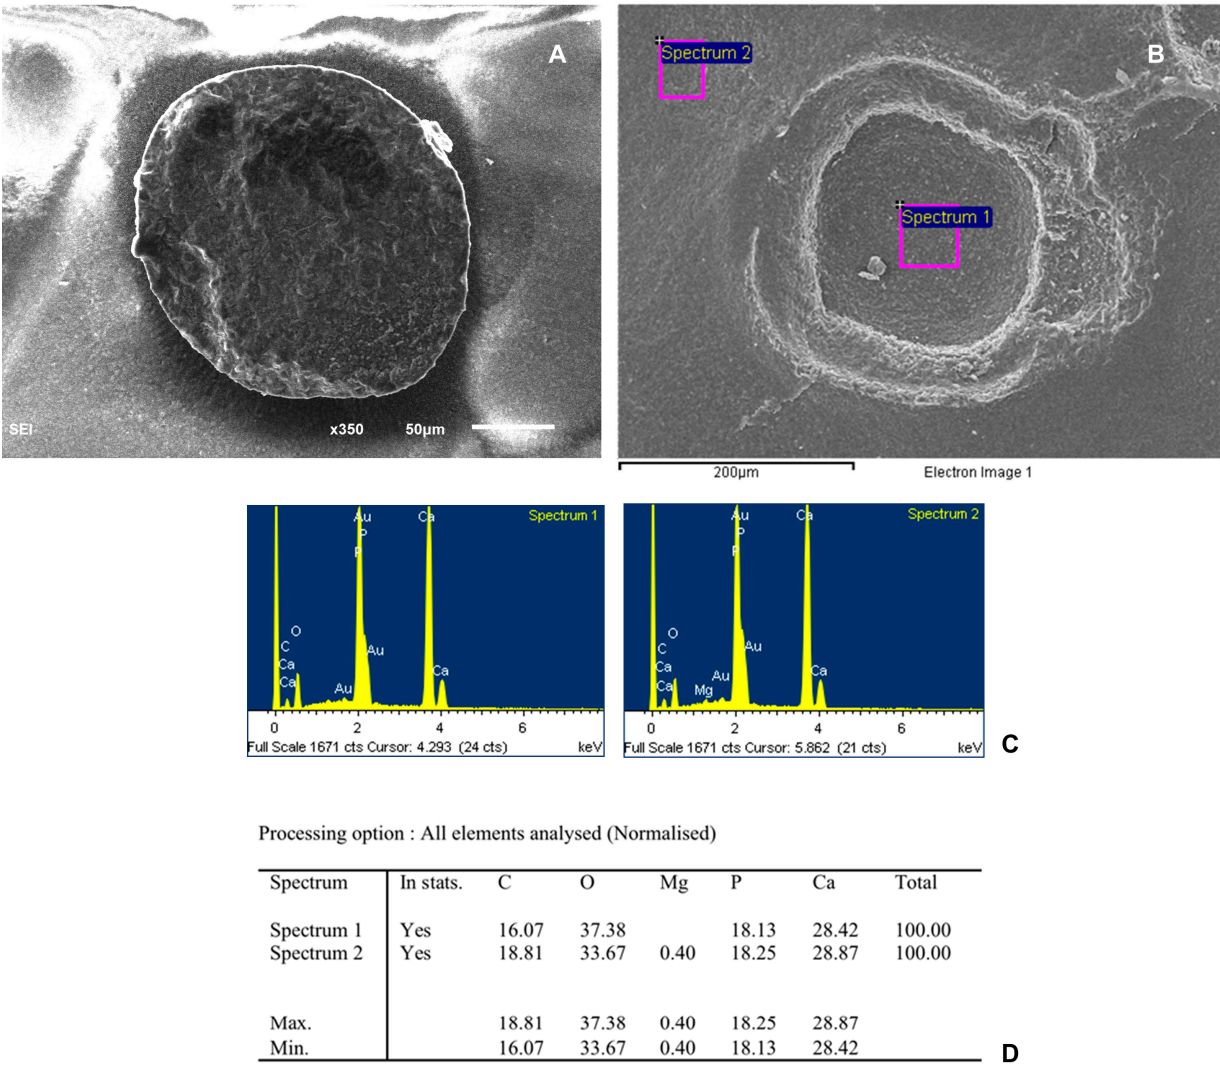 A
SEI x350 50µm
B
Spectrum 2
Spectrum 1
200µm Electron Image 1
Spectrum 1
Au
P
P
Ca
O
C
Ca
Ca
Au
Au
Ca
0 2 4 6
Full Scale 1671 cts Cursor: 4.293 (24 cts) keV
Spectrum 2
Au
P
P
Ca
O
C
Ca
Ca
Mg
Au
Au
Ca
0 2 4 6
Full Scale 1671 cts Cursor: 5.862 (21 cts) keV
C
Processing option : All elements analysed (Normalised)
Spectrum In stats. C O Mg P Ca Total
Spectrum 1 Yes 16.07 37.38 18.13 28.42 100.00
Spectrum 2 Yes 18.81 33.67 0.40 18.25 28.87 100.00
Max. 18.81 37.38 0.40 18.25 28.87
Min. 16.07 33.67 0.40 18.13 28.42
D